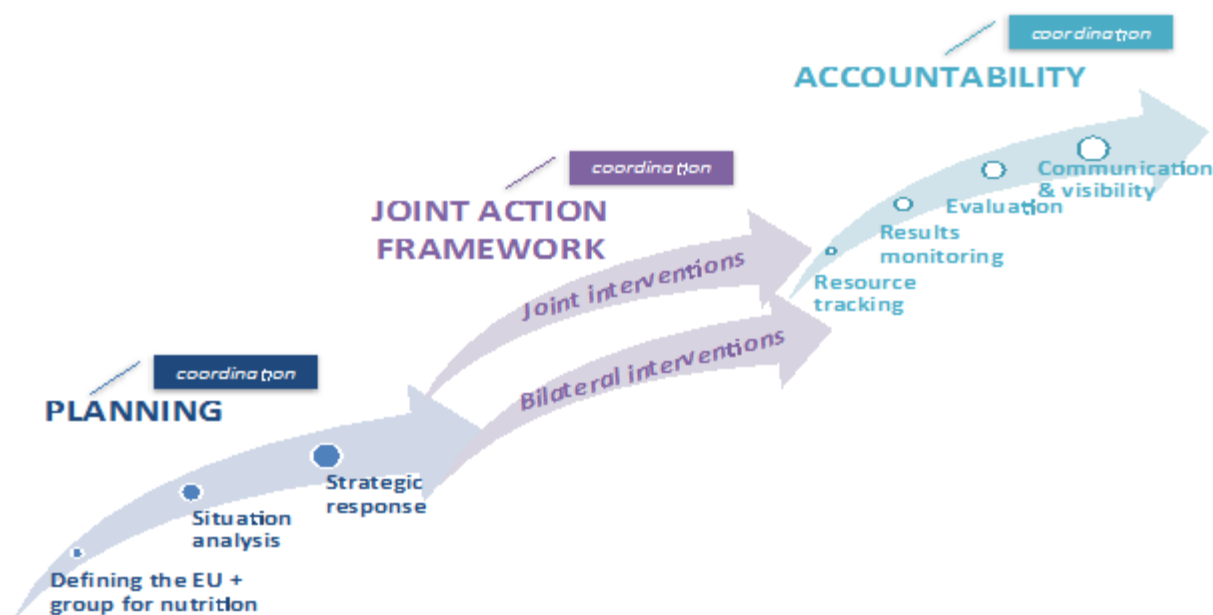 coordination
ACCOUNTABILITY
Communication
& visibility
Evaluation
Results
monitoring
Resource
tracking
coordination
JOINT ACTION
FRAMEWORK
Joint interventions
Bilateral interventions
coordination
PLANNING
Strategic
response
Situation
analysis
Defining the EU +
group for nutrition